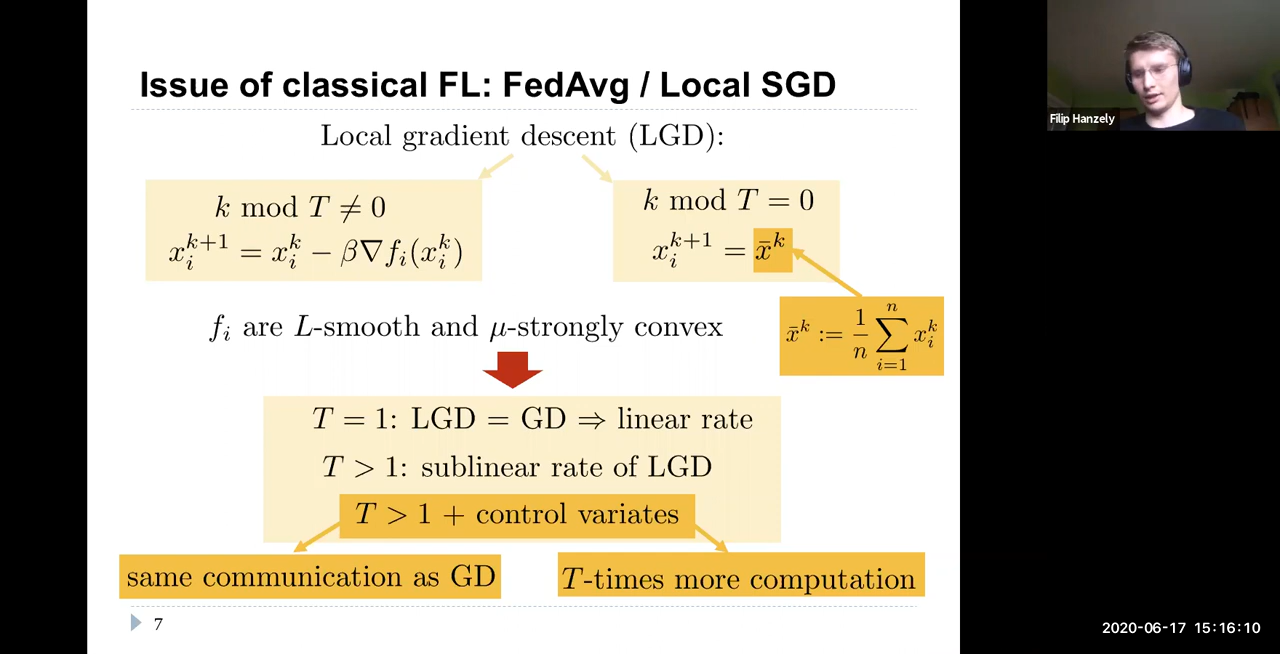 Issue of classical FL: FedAvg / Local SGD
Local gradient descent (LGD):
k mod T ≠ 0
x_i^{k+1} = x_i^k − β∇f_i(x_i^k)
k mod T = 0
x_i^{k+1} = x̄^k
x̄^k := \frac{1}{n} \sum_{i=1}^{n} x_i^k
f_i are L-smooth and μ-strongly convex
T = 1: LGD = GD ⇒ linear rate
T > 1: sublinear rate of LGD
T > 1 + control variates
same communication as GD
T-times more computation
7
Filip Hanzely
2020-06-17 15:16:10